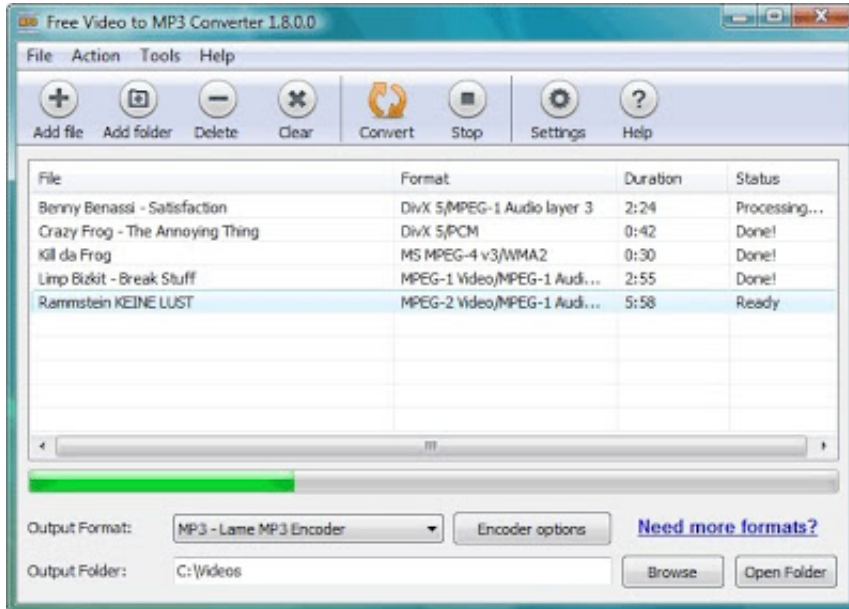 Free Video to MP3 Converter 1.8.0.0
File Action Tools Help
Add file Add folder Delete Clear Convert Stop Settings Help
File Format Duration Status
Benny Benassi - Satisfaction DivX 5/MPEG-1 Audio layer 3 2:24 Processing...
Crazy Frog - The Annoying Thing DivX 5/PCM 0:42 Done!
Kill da Frog MS MPEG-4 v3/WMA2 0:30 Done!
Limp Bizkit - Break Stuff MPEG-1 Video/MPEG-1 Audi... 2:55 Done!
Rammstein KEINE LUST MPEG-2 Video/MPEG-1 Audi... 5:58 Ready
Output Format: MP3 - Lame MP3 Encoder Encoder options Need more formats?
Output Folder: C:\Videos Browse Open Folder